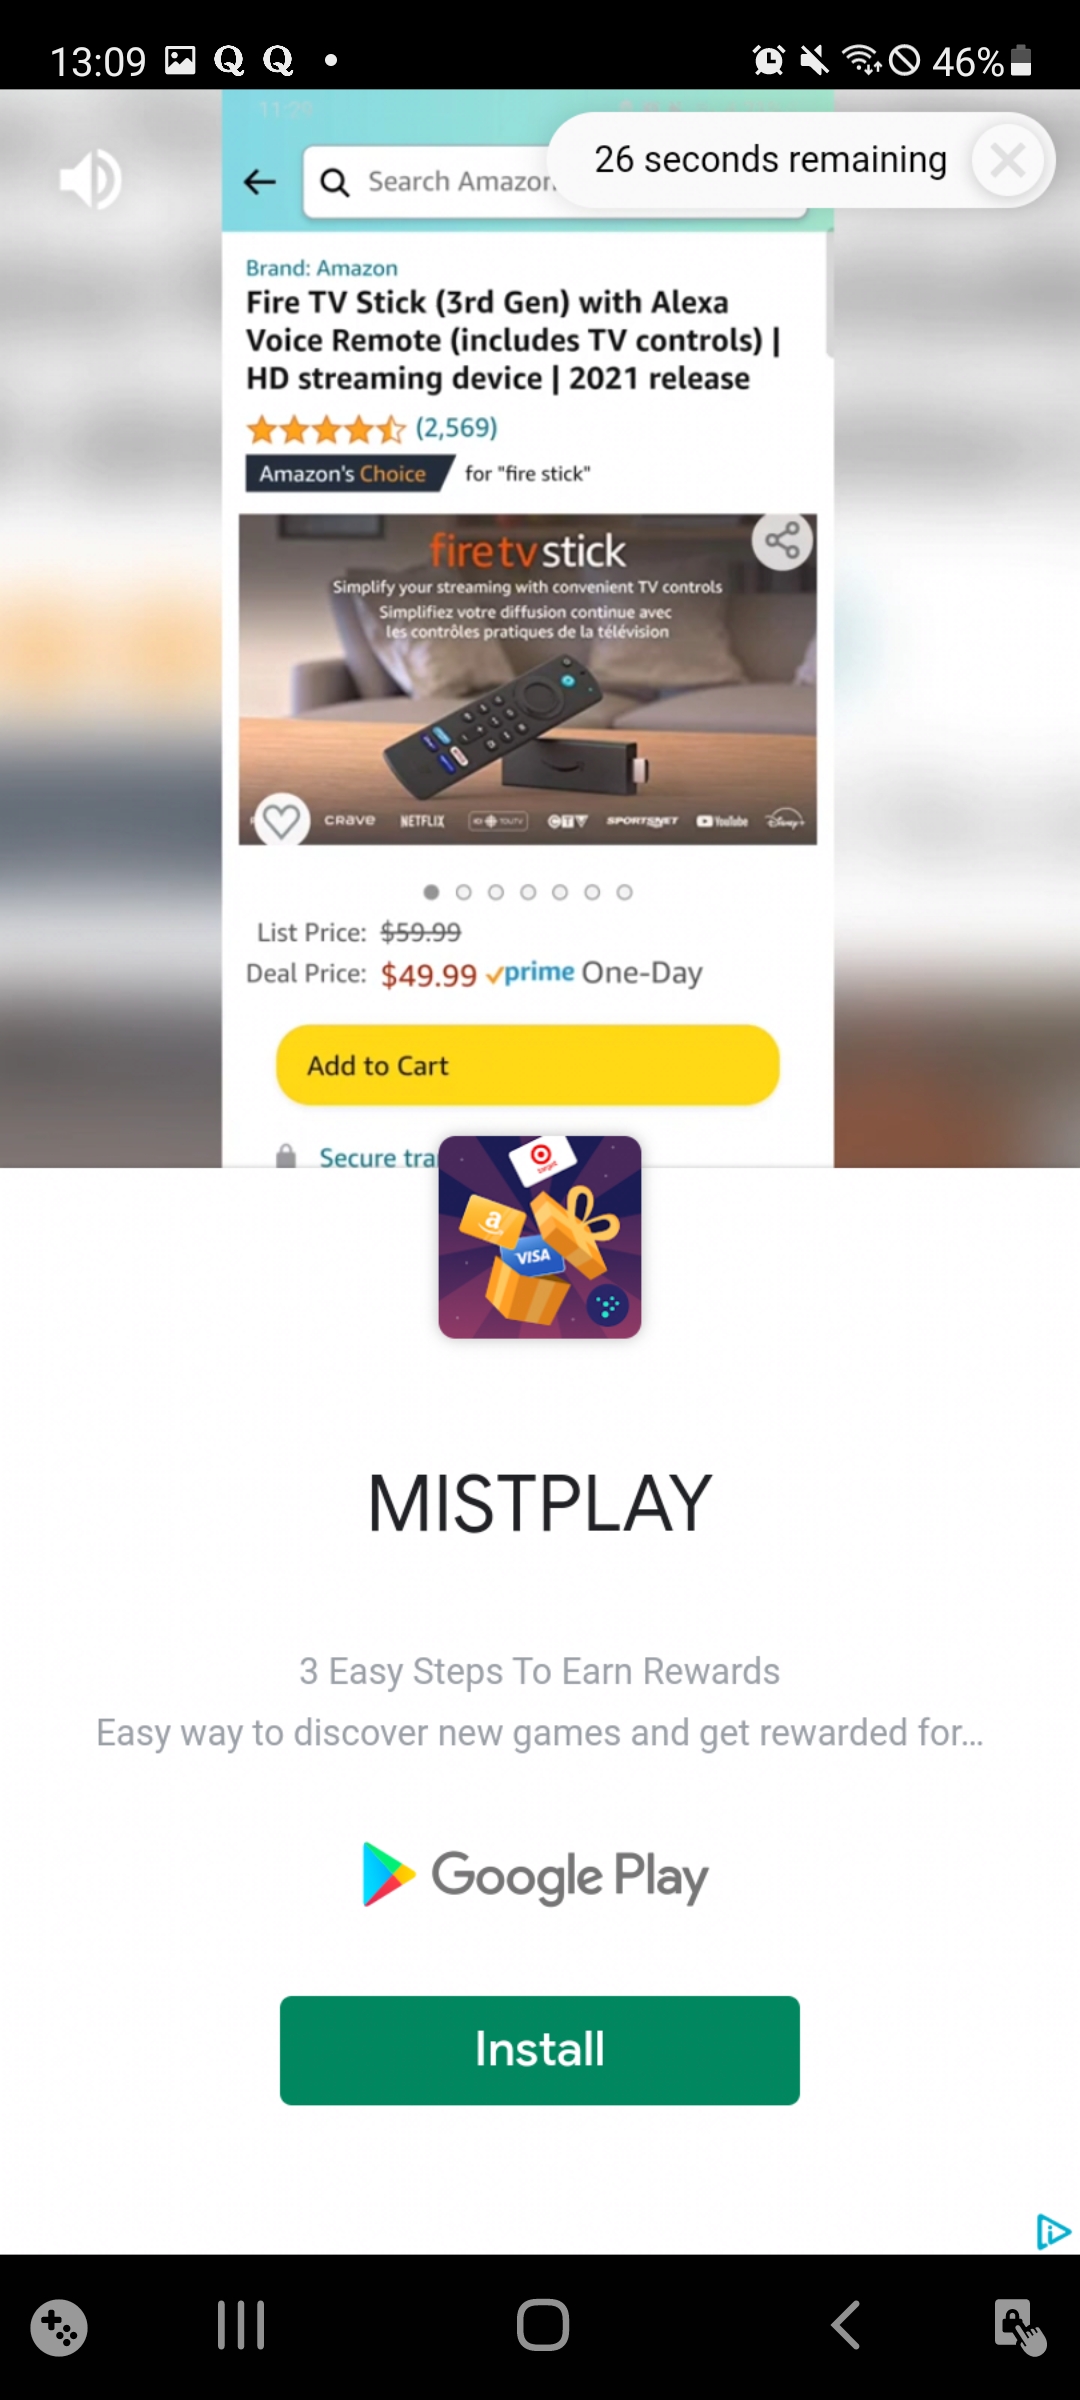 13:09
46%
11:29
26 seconds remaining
Search Amazon.
Brand: Amazon
Fire TV Stick (3rd Gen) with Alexa
Voice Remote (includes TV controls) |
HD streaming device | 2021 release
(2,569)
Amazon's Choice for "fire stick"
firetvstick
Simplify your streaming with convenient TV controls
Simplifiez votre diffusion continue avec
les contrôles pratiques de la télévision
CRAVE NETFLIX CTV SPORTSNET YouTube Disney+
List Price: $59.99
Deal Price: $49.99 prime One-Day
Add to Cart
Secure tra
target
a
VISA
MISTPLAY
3 Easy Steps To Earn Rewards
Easy way to discover new games and get rewarded for...
Google Play
Install